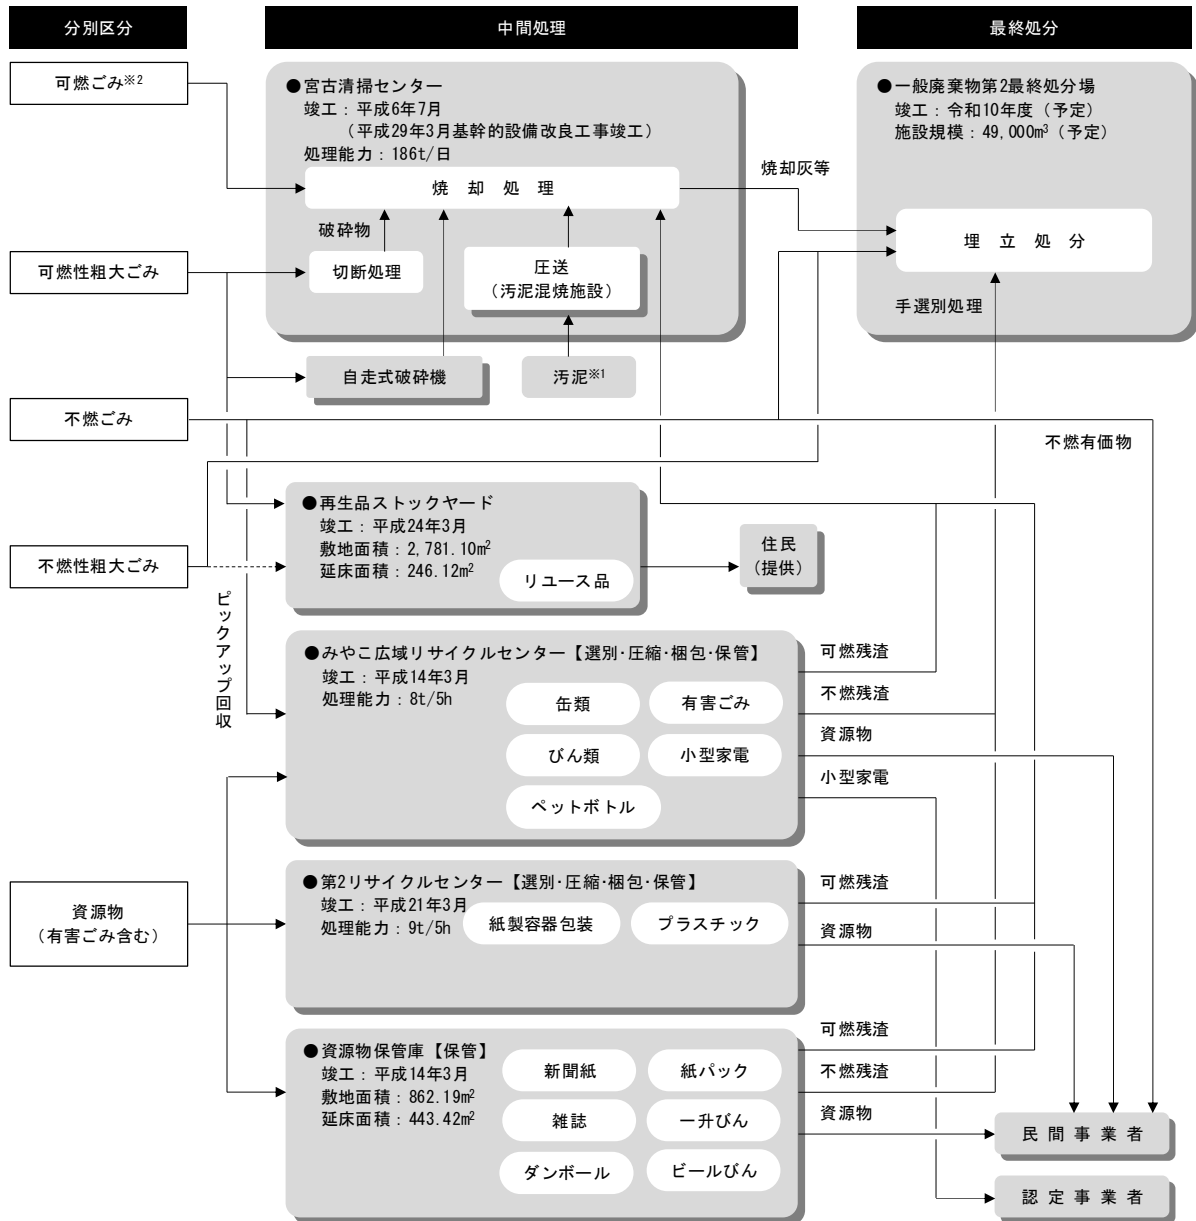 分別区分
中間処理
最終処分
可燃ごみ※2
●宮古清掃センター
竣工：平成6年7月
（平成29年3月基幹的設備改良工事竣工）
処理能力：186t/日
焼却処理
破砕物
切断処理
圧送
（汚泥混焼施設）
焼却灰等
●一般廃棄物第2最終処分場
竣工：令和10年度（予定）
施設規模：49,000m³（予定）
埋立処分
手選別処理
可燃性粗大ごみ
自走式破砕機
汚泥※1
不燃ごみ
不燃有価物
不燃性粗大ごみ
●再生品ストックヤード
竣工：平成24年3月
敷地面積：2,781.10m²
延床面積：246.12m²
リユース品
住民
（提供）
ピックアップ回収
●みやこ広域リサイクルセンター【選別・圧縮・梱包・保管】
竣工：平成14年3月
処理能力：8t/5h
缶類
有害ごみ
びん類
小型家電
ペットボトル
可燃残渣
不燃残渣
資源物
小型家電
資源物
（有害ごみ含む）
●第2リサイクルセンター【選別・圧縮・梱包・保管】
竣工：平成21年3月
処理能力：9t/5h
紙製容器包装
プラスチック
可燃残渣
資源物
●資源物保管庫【保管】
竣工：平成14年3月
敷地面積：862.19m²
延床面積：443.42m²
新聞紙
紙パック
雑誌
一升びん
ダンボール
ビールびん
可燃残渣
不燃残渣
資源物
民間事業者
認定事業者